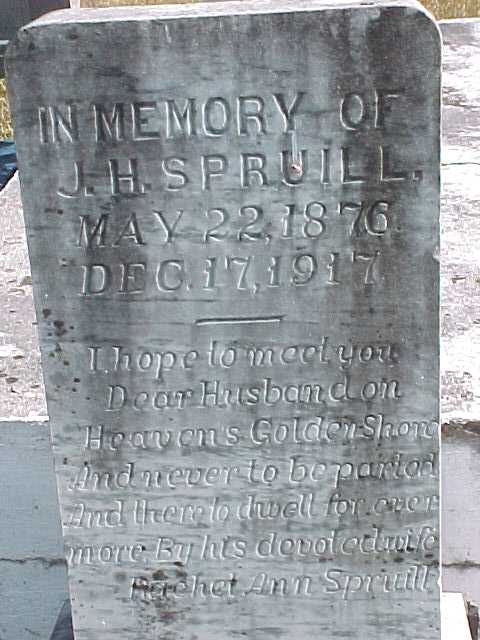 IN MEMORY OF
J. H. SPRUILL.
MAY 22, 1876.
DEC. 17, 1917.
I hope to meet you
Dear Husband on
Heaven's Golden Shore
And never to be parted
And there to dwell for ever
more By his devoted wife
Rachel Ann Spruill